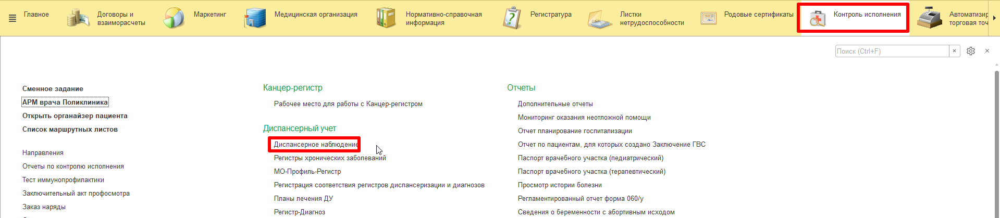 Главное
Договоры и
взаиморасчеты
Маркетинг
Медицинская организация
Нормативно-справочная
информация
Регистратура
Листки
нетрудоспособности
Родовые сертификаты
Контроль исполнения
Автоматизир
торговая точ
Поиск (Ctrl+F)
Сменное задание
АРМ врача Поликлиника
Открыть органайзер пациента
Список маршрутных листов
Направления
Отчеты по контролю исполнения
Тест иммунопрофилактики
Заключительный акт профосмотра
Заказ наряды
Канцер-регистр
Рабочее место для работы с Канцер-регистром
Диспансерный учет
Диспансерное наблюдение
Регистры хронических заболеваний
МО-Профиль-Регистр
Регистрация соответствия регистров диспансеризации и диагнозов
Планы лечения ДУ
Регистр-Диагноз
Отчеты
Дополнительные отчеты
Мониторинг оказания неотложной помощи
Отчет планирование госпитализации
Отчет по пациентам, для которых создано Заключение ГВС
Паспорт врачебного участка (педиатрический)
Паспорт врачебного участка (терапевтический)
Просмотр истории болезни
Регламентированный отчет форма 060/у
Сведения о беременности с абортивным исходом